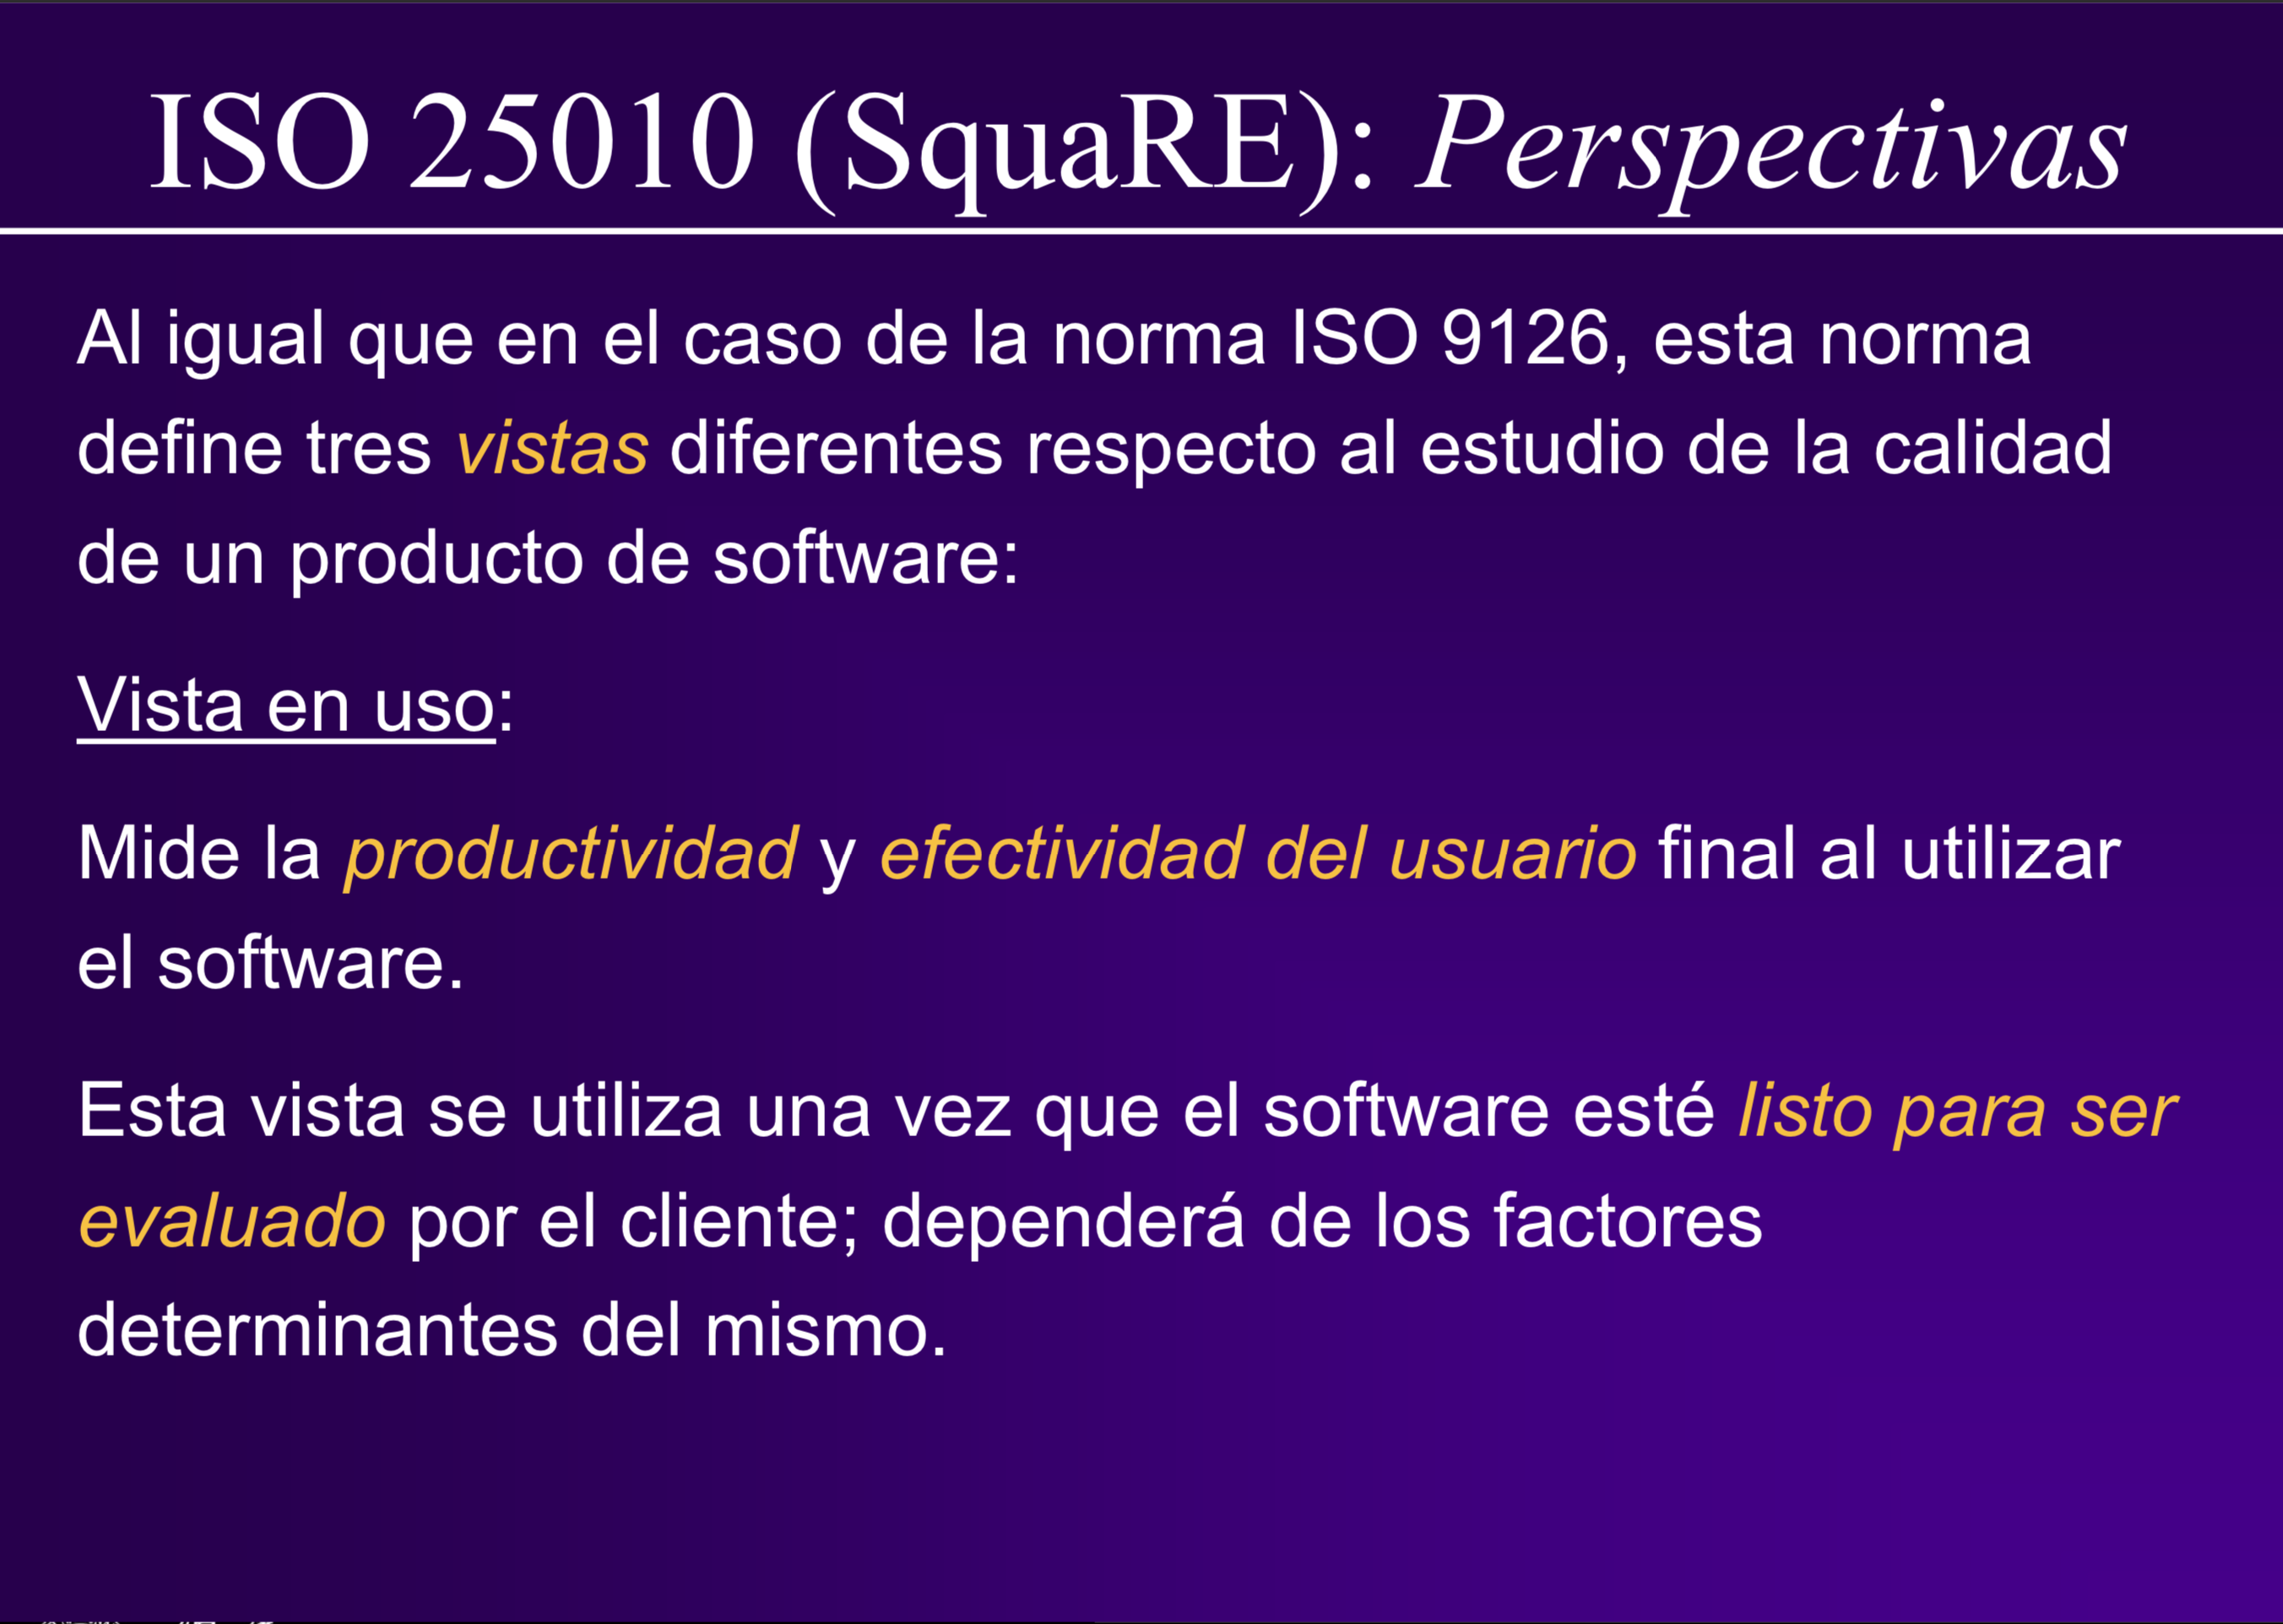 ISO 25010 (SquaRE): Perspectivas
Al igual que en el caso de la norma ISO 9126, esta norma
define tres vistas diferentes respecto al estudio de la calidad
de un producto de software:
Vista en uso:
Mide la productividad y efectividad del usuario final al utilizar
el software.
Esta vista se utiliza una vez que el software esté listo para ser
evaluado por el cliente; dependerá de los factores
determinantes del mismo.